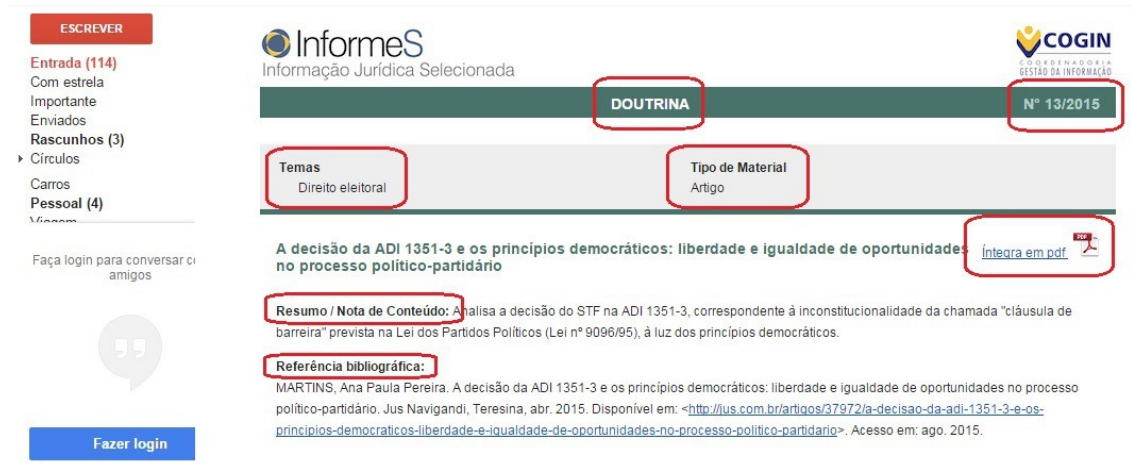 ESCREVER
Entrada (114)
Com estrela
Importante
Enviados
Rascunhos (3)
Círculos
Carros
Pessoal (4)
Viagem
Faça login para conversar c
amigos
Fazer login
InformeS
Informação Jurídica Selecionada
COGIN
COORDENADORIA
GESTÃO DA INFORMAÇÃO
DOUTRINA
N° 13/2015
Temas
Direito eleitoral
Tipo de Material
Artigo
A decisão da ADI 1351-3 e os princípios democráticos: liberdade e igualdade de oportunidades
no processo político-partidário
Íntegra em pdf
PDF
Resumo / Nota de Conteúdo: Analisa a decisão do STF na ADI 1351-3, correspondente à inconstitucionalidade da chamada "cláusula de
barreira" prevista na Lei dos Partidos Políticos (Lei nº 9096/95), à luz dos princípios democráticos.
Referência bibliográfica:
MARTINS, Ana Paula Pereira. A decisão da ADI 1351-3 e os princípios democráticos: liberdade e igualdade de oportunidades no processo
político-partidário. Jus Navigandi, Teresina, abr. 2015. Disponível em: <http://jus.com.br/artigos/37972/a-decisao-da-adi-1351-3-e-os-
principios-democraticos-liberdade-e-igualdade-de-oportunidades-no-processo-politico-partidario>. Acesso em: ago. 2015.